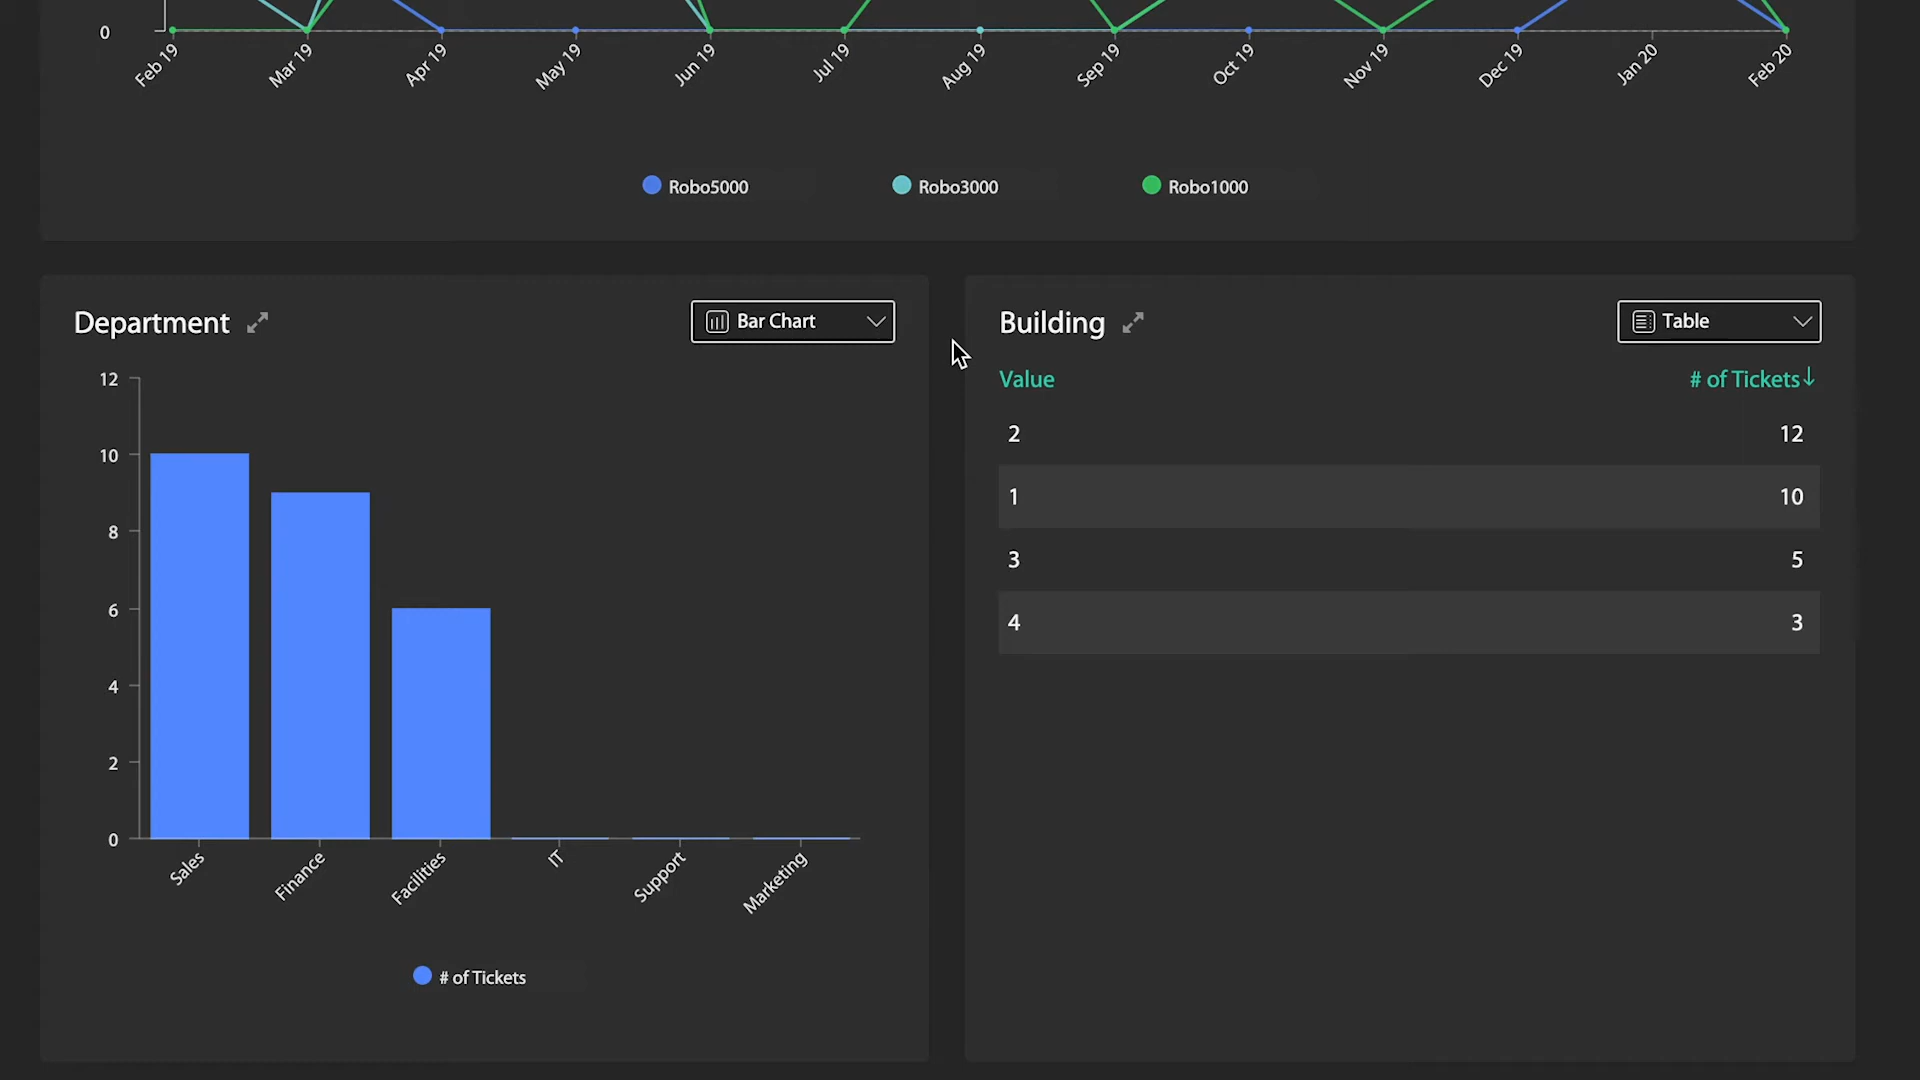 0
Feb 19
Mar 19
Apr 19
May 19
Jun 19
Jul 19
Aug 19
Sep 19
Oct 19
Nov 19
Dec 19
Jan 20
Feb 20
Robo5000
Robo3000
Robo1000
Department
Bar Chart
12
10
8
6
4
2
0
Sales
Finance
Facilities
IT
Support
Marketing
# of Tickets
Building
Table
Value # of Tickets↓
2 12
1 10
3 5
4 3